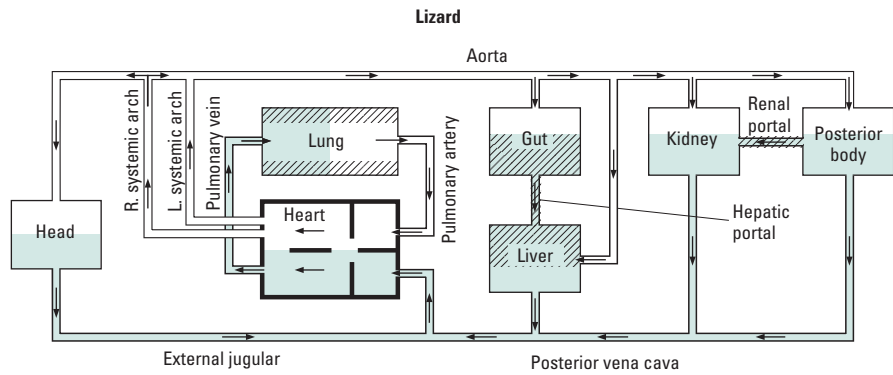 Lizard
Aorta
R. systemic arch
L. systemic arch
Pulmonary vein
Lung
Pulmonary artery
Gut
Kidney
Renal
portal
Posterior
body
Heart
Head
Hepatic
portal
Liver
External jugular
Posterior vena cava